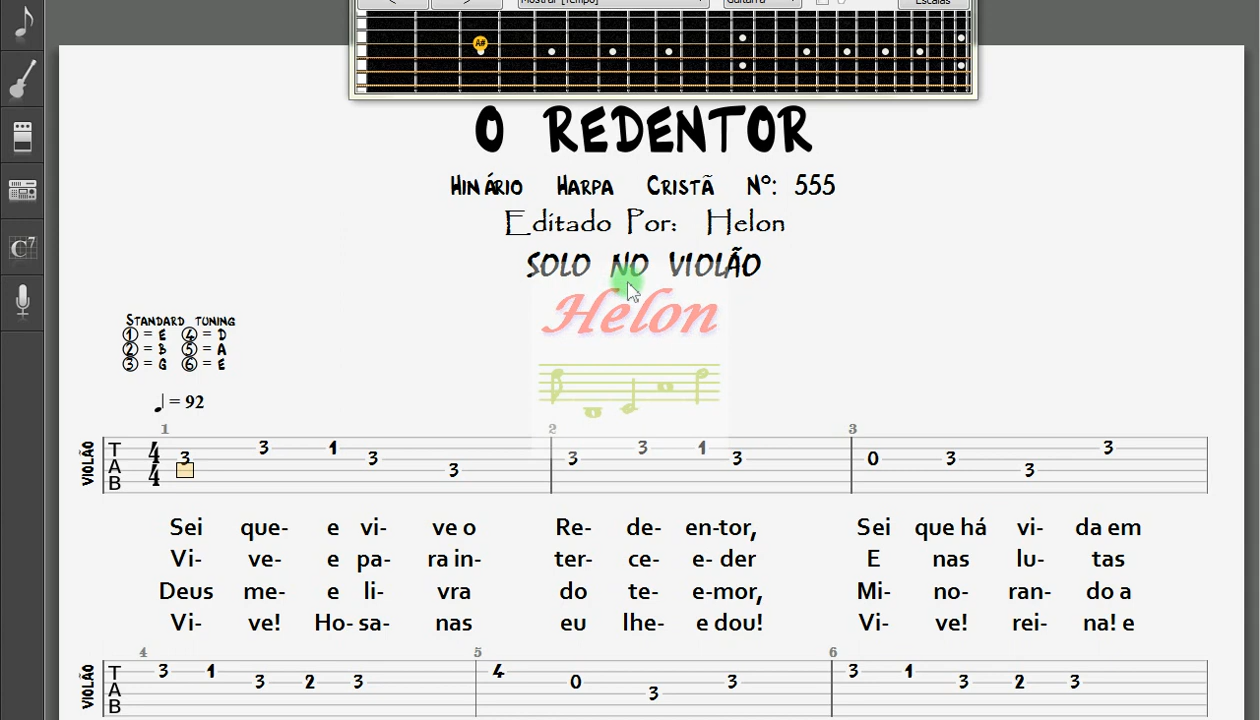 A#
O REDENTOR
Hinário Harpa Cristã Nº: 555
Editado Por: Helon
SOLO NO VIOLÃO
Helon
Standard tuning
① = E ④ = D
② = B ⑤ = A
③ = G ⑥ = E
♩ = 92
C7
1 2 3
VIOLÃO TAB 4/4 3 3 1 3 3 3 3 1 3 0 3 3 3
Sei que- e vi- ve o Re- de- en-tor, Sei que há vi- da em
Vi- ve- e pa- ra in- ter- ce- e- der E nas lu- tas
Deus me- e li- vra do te- e-mor, Mi- no- ran- do a
Vi- ve! Ho- sa- nas eu lhe- e dou! Vi- ve! rei- na! e
4 5 6
VIOLÃO TAB 3 1 3 2 3 4 0 3 3 3 1 3 2 3